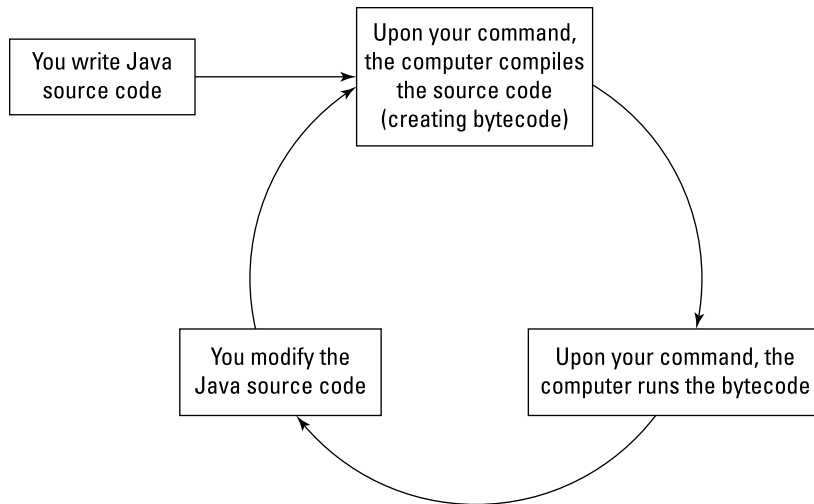 You write Java
source code
Upon your command,
the computer compiles
the source code
(creating bytecode)
You modify the
Java source code
Upon your command, the
computer runs the bytecode